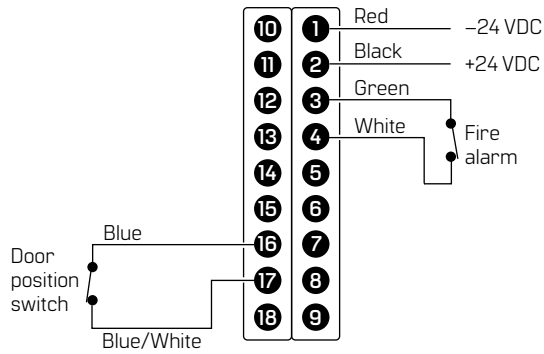 10 1 Red –24 VDC
11 2 Black +24 VDC
12 3 Green
13 4 White Fire
alarm
14 5
15 6
Blue 16 7
Door
position
switch
17 8
18 9
Blue/White